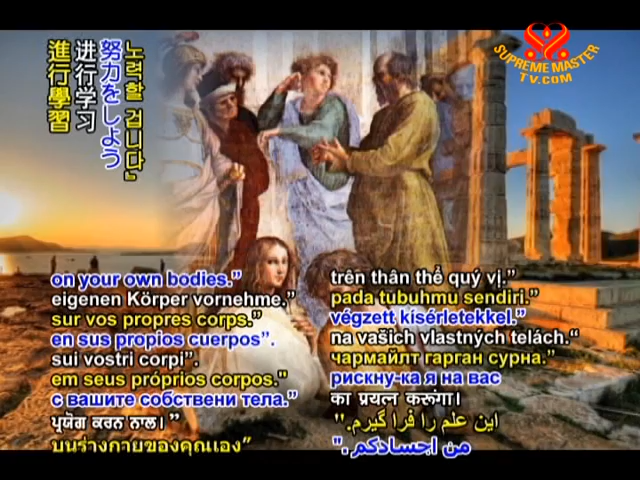 SUPREME MASTER
TV.COM
노력할 겁니다"
努力をしよう
进行学习
進行學習
on your own bodies.”
eigenen Körper vornehme.”
sur vos propres corps.”
en sus propios cuerpos”.
sui vostri corpi”.
em seus próprios corpos."
с вашите собствени тела.”
ਪ੍ਰਯੋਗ ਕਰਨ ਨਾਲ।”
บนร่างกายของคุณเอง”
trên thân thể quý vị.”
pada tubuhmu sendiri.”
végzett kísérletekkel.”
na vašich vlastných telách.“
чармайлт гарган сурна.”
рискну-ка я на вас
का प्रयत्न करूंगा।
این علم را فرا گیرم."
من اجسادكم."